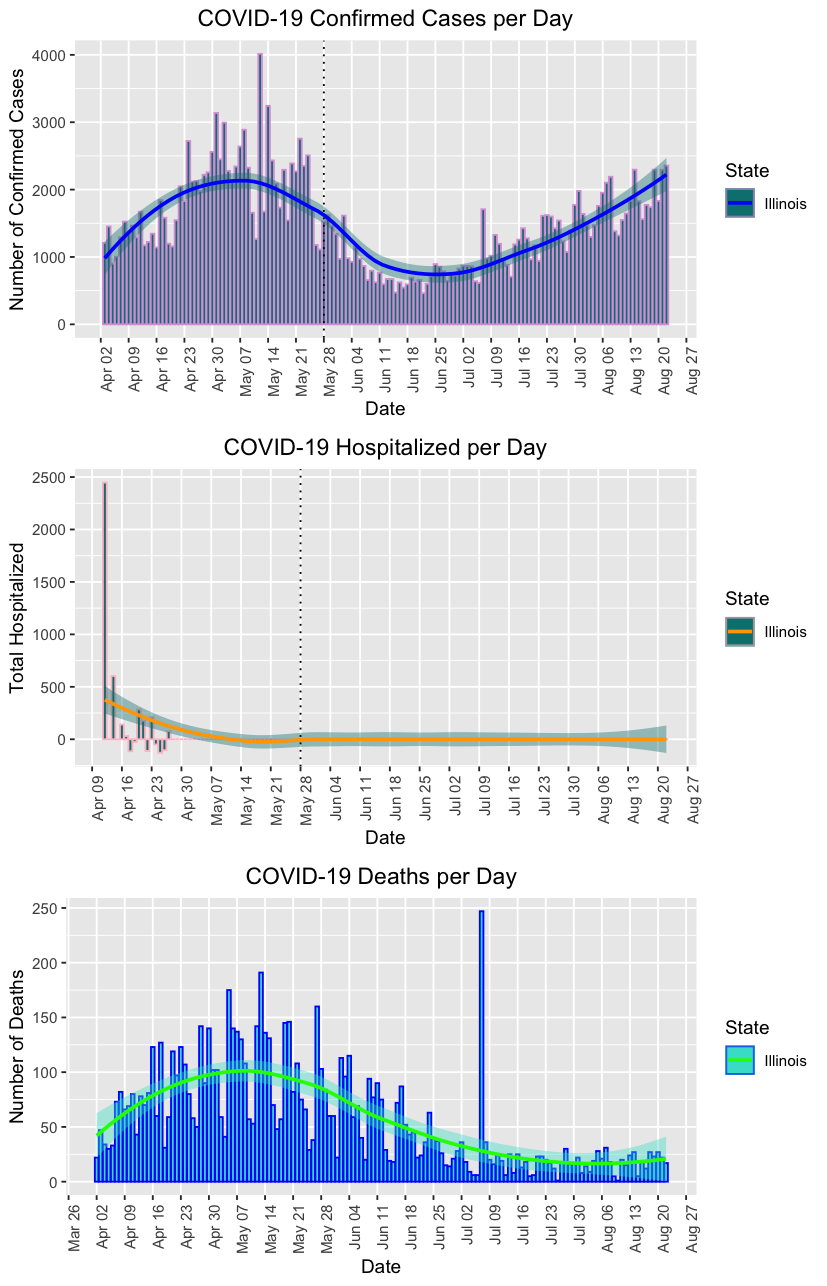 COVID-19 Confirmed Cases per Day
Number of Confirmed Cases
4000
3000
2000
1000
0
Apr 02
Apr 09
Apr 16
Apr 23
Apr 30
May 07
May 14
May 21
May 28
Jun 04
Jun 11
Jun 18
Jun 25
Jul 02
Jul 09
Jul 16
Jul 23
Jul 30
Aug 06
Aug 13
Aug 20
Aug 27
Date
State
Illinois
COVID-19 Hospitalized per Day
Total Hospitalized
2500
2000
1500
1000
500
0
Apr 09
Apr 16
Apr 23
Apr 30
May 07
May 14
May 21
May 28
Jun 04
Jun 11
Jun 18
Jun 25
Jul 02
Jul 09
Jul 16
Jul 23
Jul 30
Aug 06
Aug 13
Aug 20
Aug 27
Date
State
Illinois
COVID-19 Deaths per Day
Number of Deaths
250
200
150
100
50
0
Mar 26
Apr 02
Apr 09
Apr 16
Apr 23
Apr 30
May 07
May 14
May 21
May 28
Jun 04
Jun 11
Jun 18
Jun 25
Jul 02
Jul 09
Jul 16
Jul 23
Jul 30
Aug 06
Aug 13
Aug 20
Aug 27
Date
State
Illinois